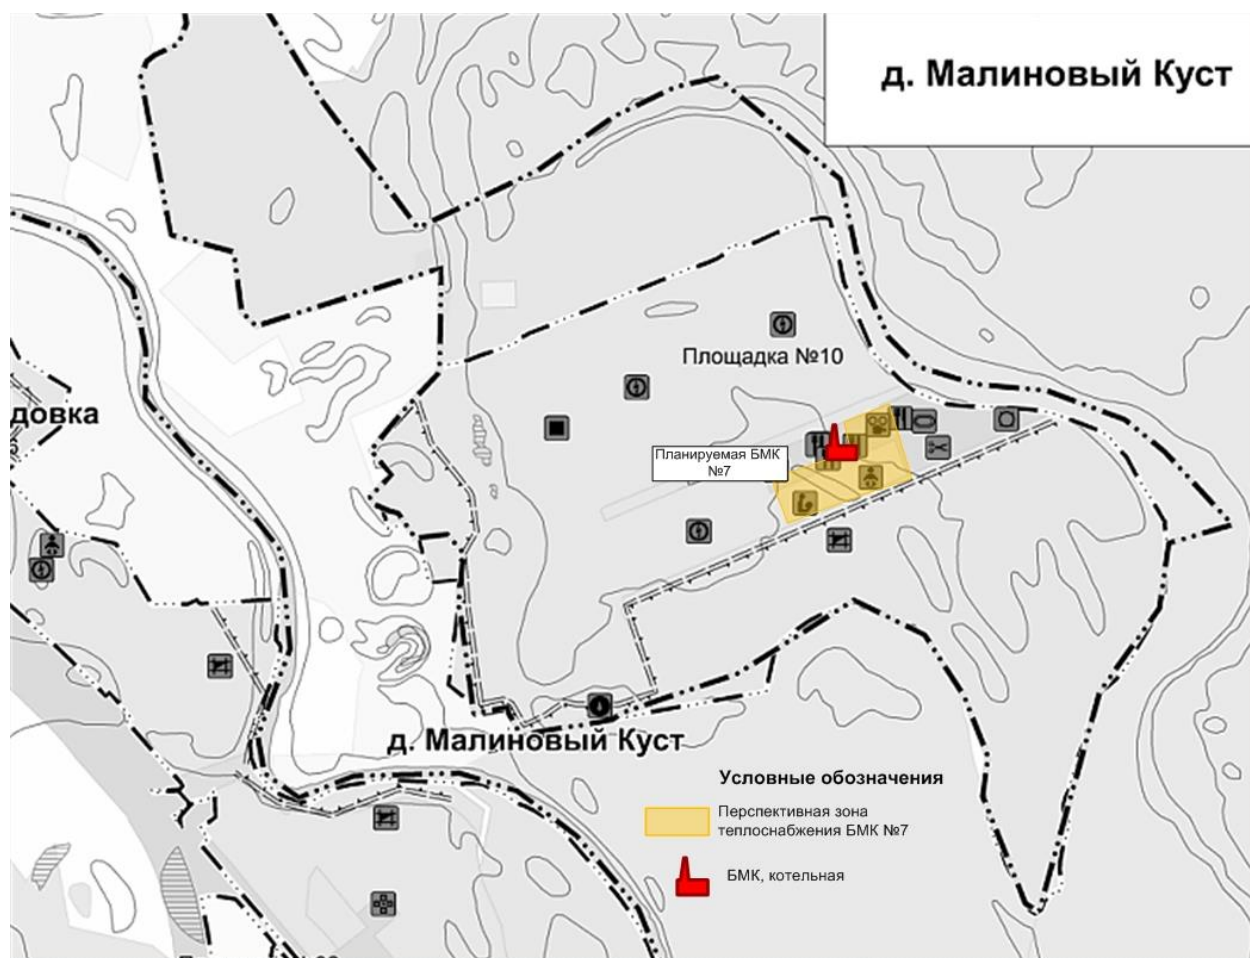 д. Малиновый Куст
Площадка №10
довка
Планируемая БМК
№7
д. Малиновый Куст
Условные обозначения
Перспективная зона
теплоснабжения БМК №7
БМК, котельная